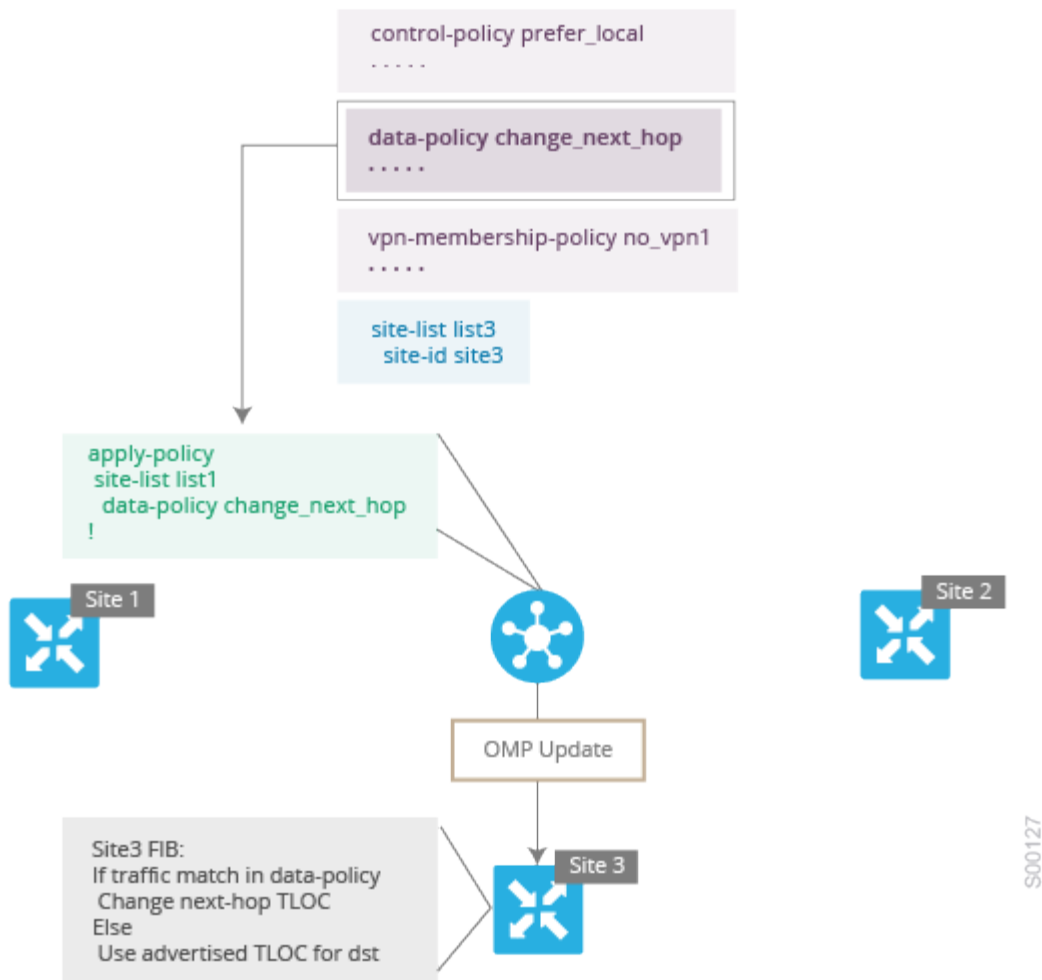 control-policy prefer_local
. . . . .
data-policy change_next_hop
. . . . .
vpn-membership-policy no_vpn1
. . . . .
site-list list3
site-id site3
apply-policy
site-list list1
data-policy change_next_hop
!
Site 1
Site 2
OMP Update
Site3 FIB:
If traffic match in data-policy
Change next-hop TLOC
Else
Use advertised TLOC for dst
Site 3
S00127